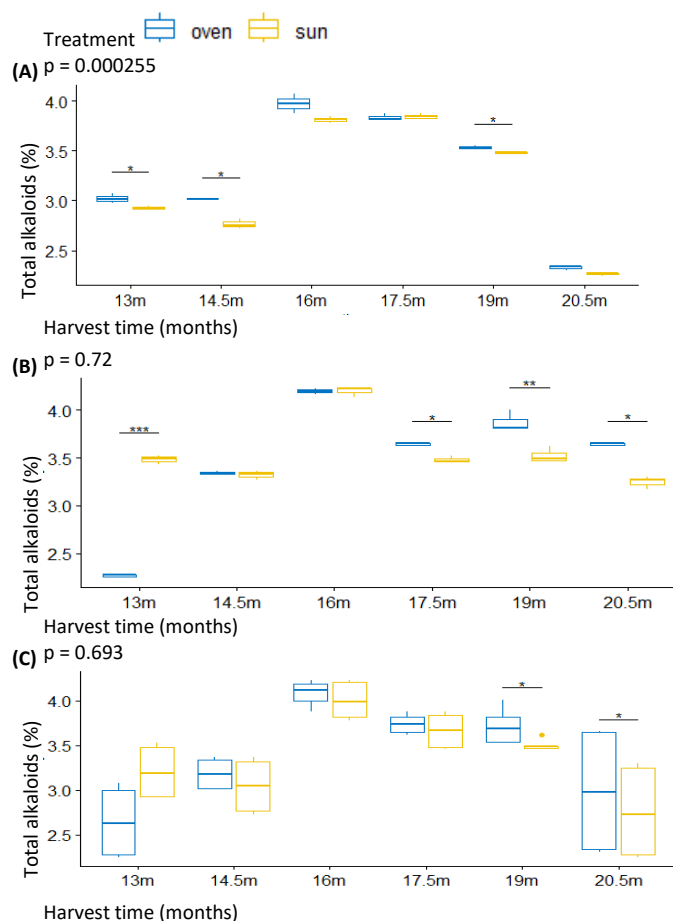 Treatment oven sun
(A) p = 0.000255
Total alkaloids (%)
4.0
3.5
3.0
2.5
* * *
13m 14.5m 16m 17.5m 19m 20.5m
Harvest time (months)
(B) p = 0.72
Total alkaloids (%)
4.0
3.5
3.0
2.5
*** * ** *
13m 14.5m 16m 17.5m 19m 20.5m
Harvest time (months)
(C) p = 0.693
Total alkaloids (%)
4.0
3.5
3.0
2.5
* *
13m 14.5m 16m 17.5m 19m 20.5m
Harvest time (months)